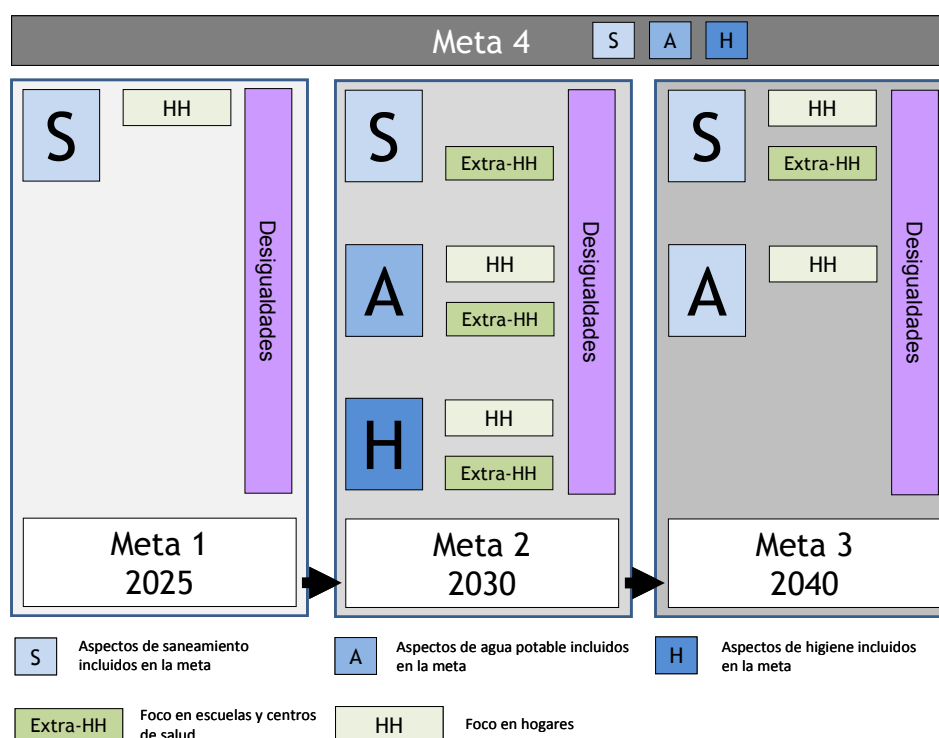 Meta 4 S A H
S HH
Desigualdades
Meta 1
2025
S
Extra-HH
A HH
Extra-HH
H HH
Extra-HH
Desigualdades
Meta 2
2030
S HH
Extra-HH
A HH
Desigualdades
Meta 3
2040
S Aspectos de saneamiento
incluidos en la meta
A Aspectos de agua potable incluidos
en la meta
H Aspectos de higiene incluidos
en la meta
Extra-HH Foco en escuelas y centros
de salud
HH Foco en hogares